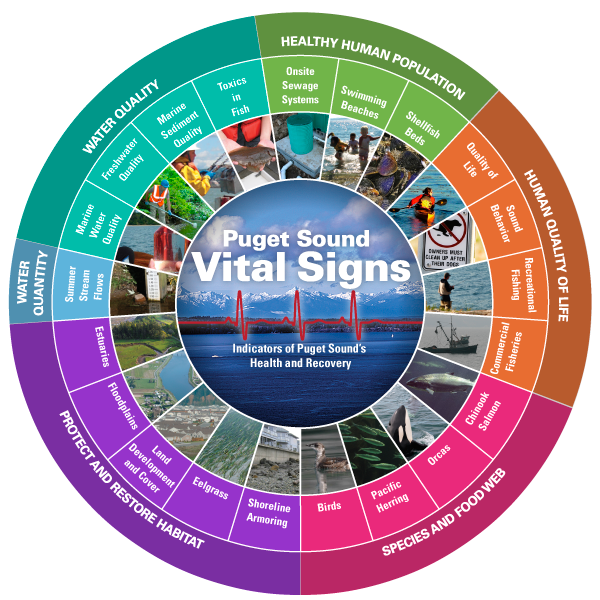 Puget Sound
Vital Signs
Indicators of Puget Sound's
Health and Recovery
HEALTHY HUMAN POPULATION
Onsite
Sewage
Systems
Swimming
Beaches
Shellfish
Beds
HUMAN QUALITY OF LIFE
Quality of
Life
Sound
Behavior
Recreational
Fishing
Commercial
Fisheries
OWNERS MUST
CLEAN UP AFTER
THEIR DOGS
SPECIES AND FOOD WEB
Chinook
Salmon
Orcas
Pacific
Herring
Birds
PROTECT AND RESTORE HABITAT
Shoreline
Armoring
Eelgrass
Land
Development
and Cover
Floodplains
Estuaries
WATER
QUANTITY
Summer
Stream
Flows
WATER QUALITY
Marine
Water
Quality
Freshwater
Quality
Marine
Sediment
Quality
Toxics
in
Fish